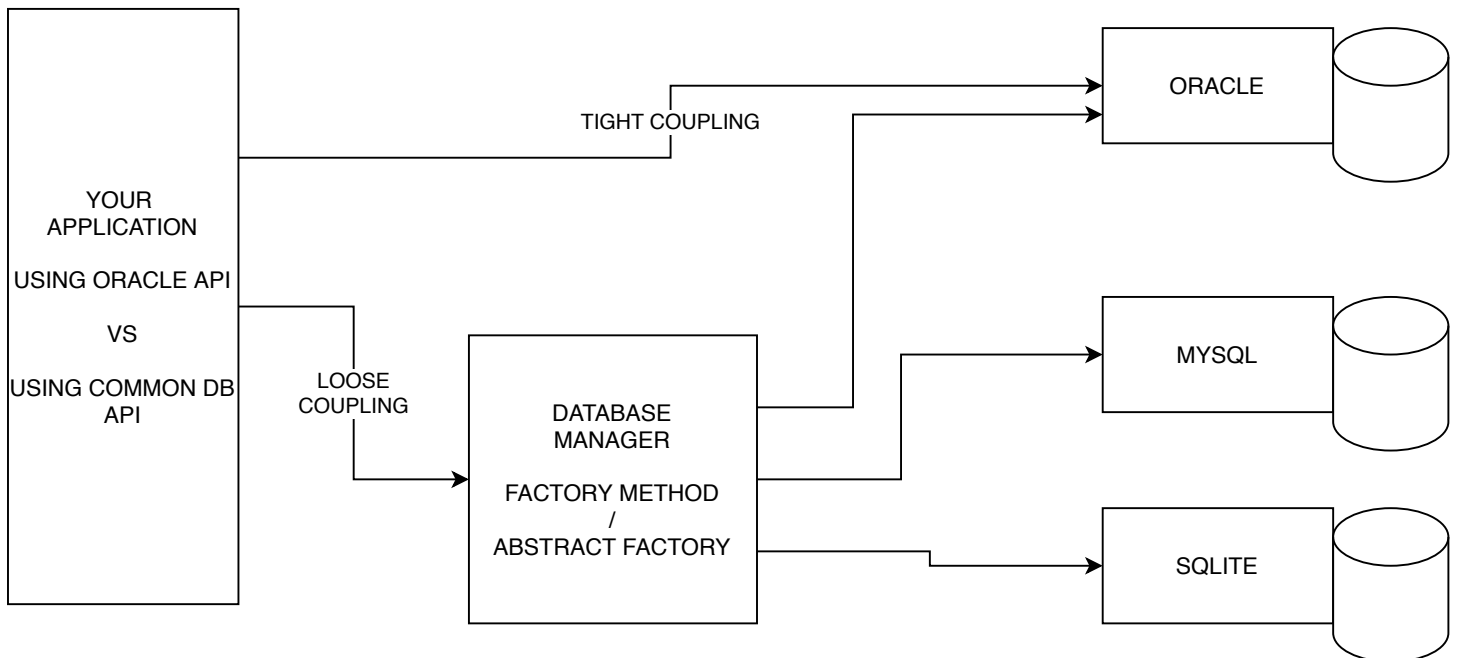 YOUR
APPLICATION
USING ORACLE API
VS
USING COMMON DB
API
TIGHT COUPLING
LOOSE
COUPLING
DATABASE
MANAGER
FACTORY METHOD
/
ABSTRACT FACTORY
ORACLE
MYSQL
SQLITE